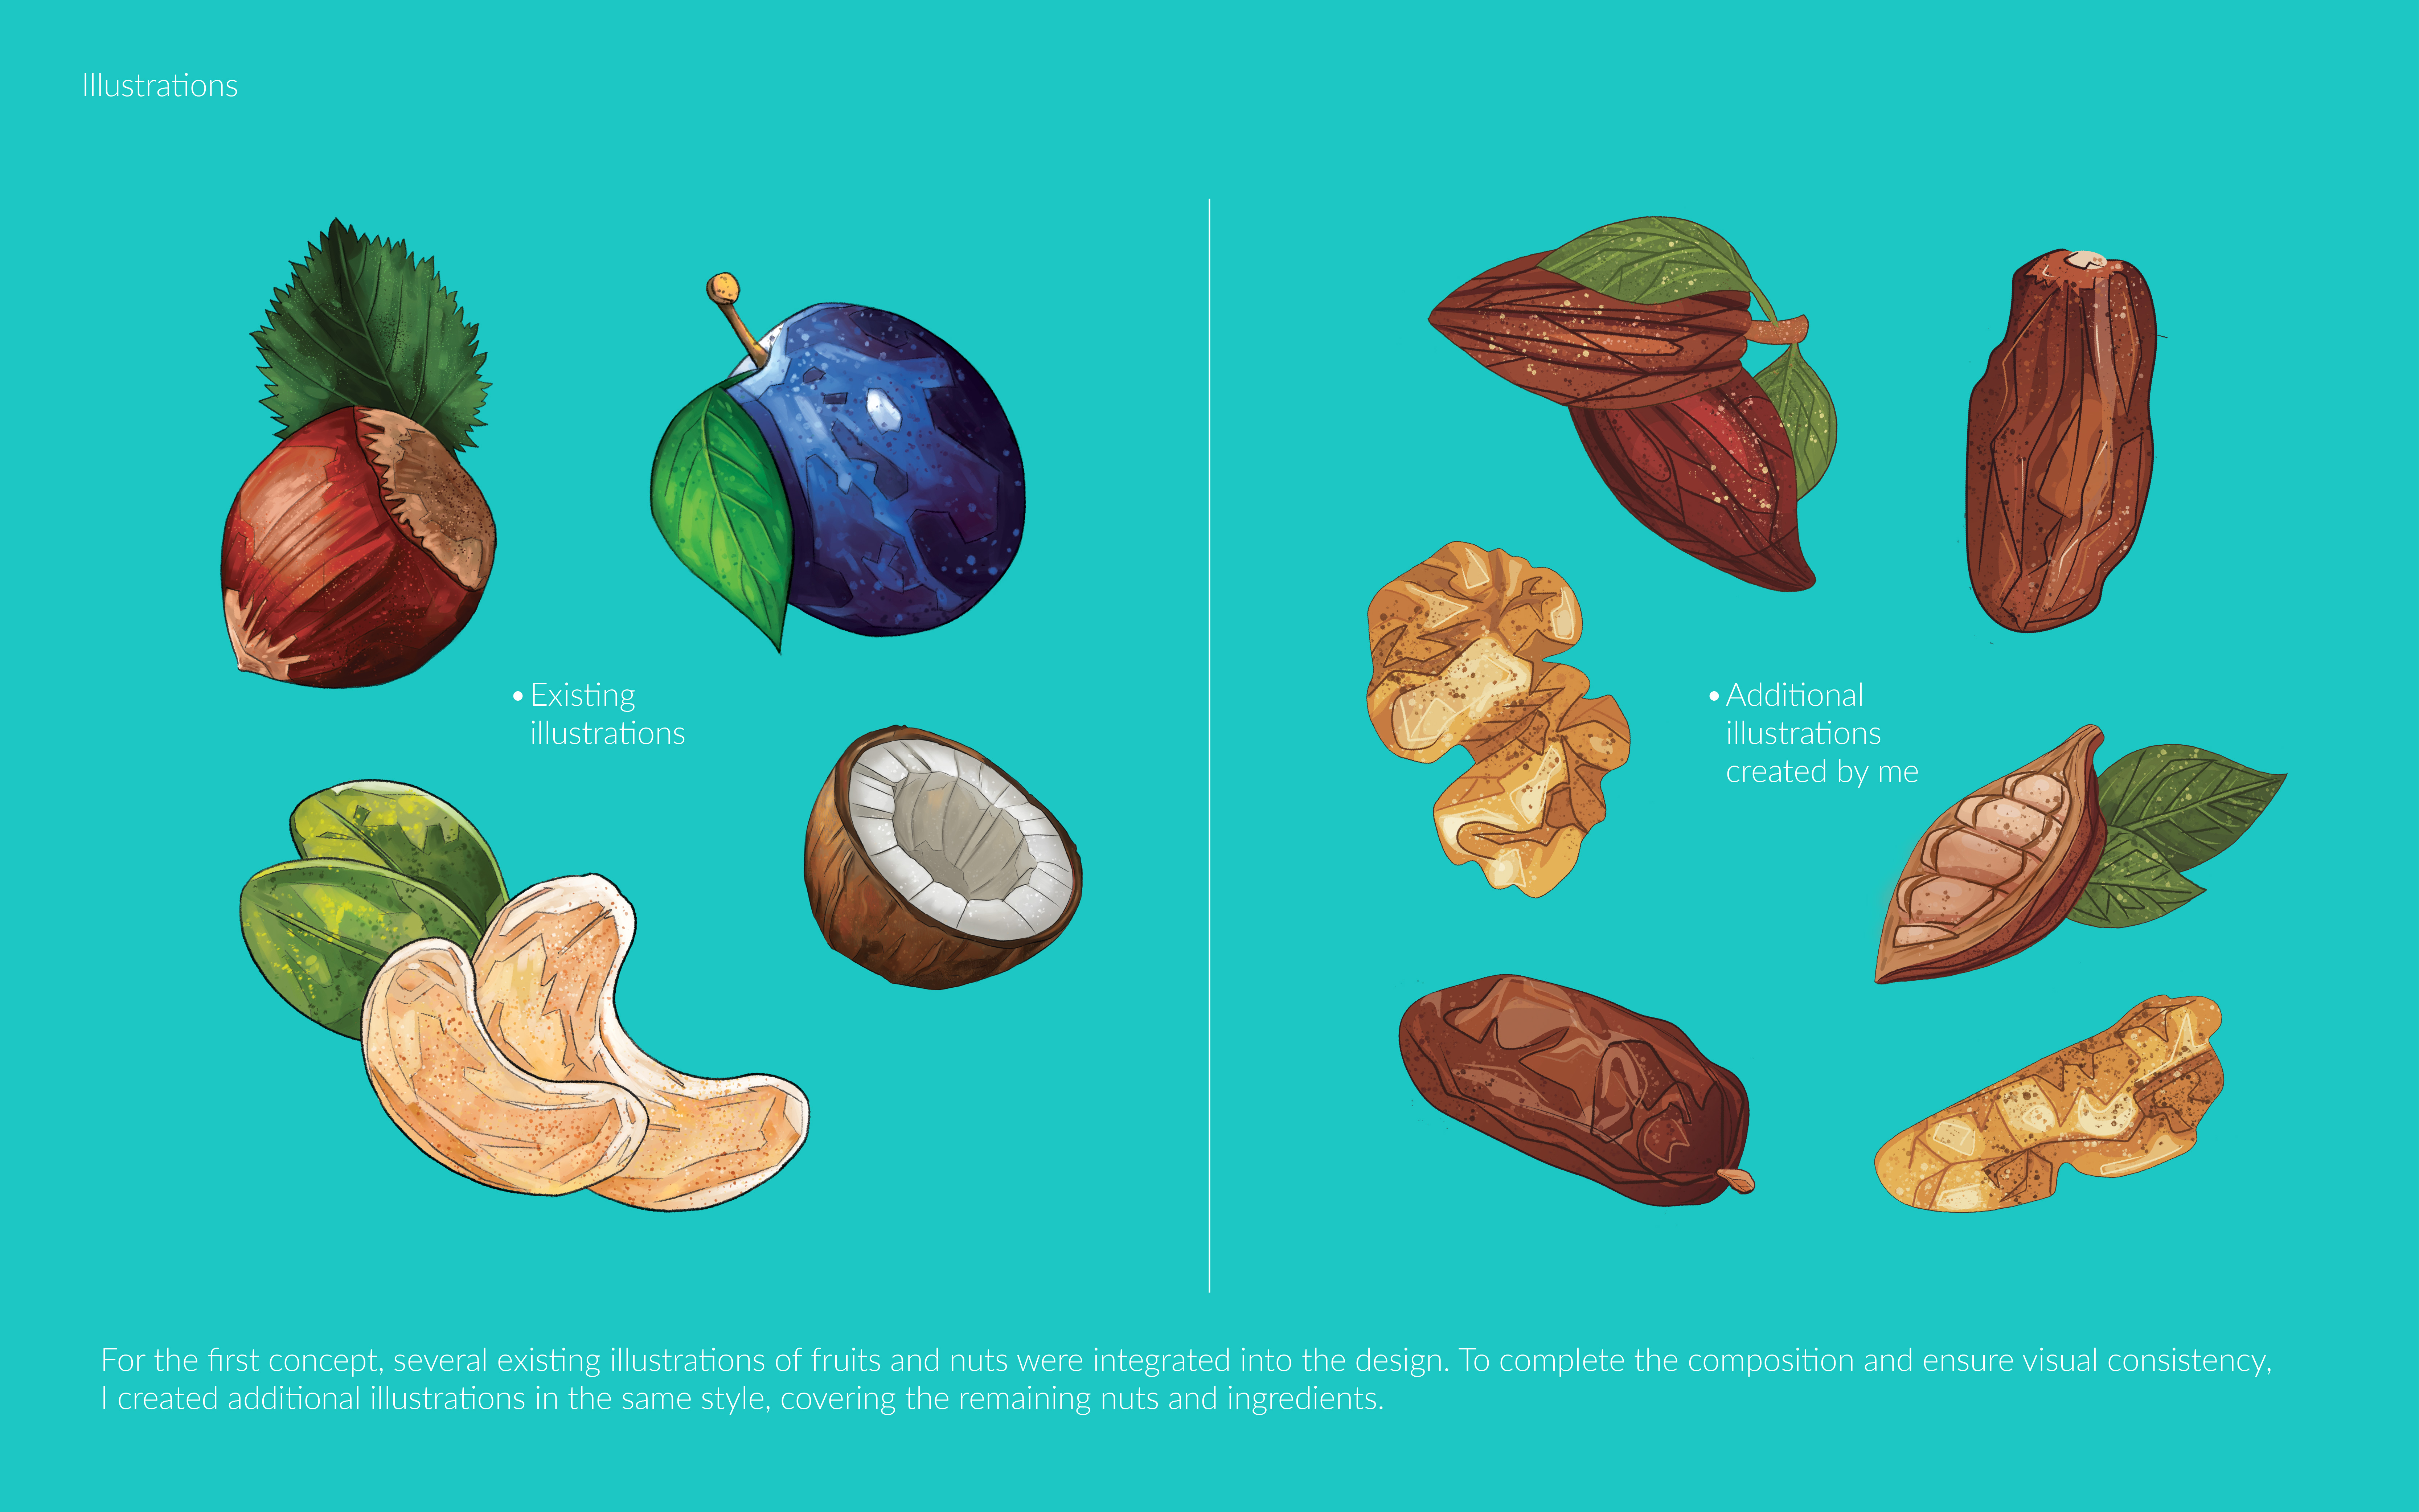 Illustrations
• Existing
illustrations
• Additional
illustrations
created by me
For the first concept, several existing illustrations of fruits and nuts were integrated into the design. To complete the composition and ensure visual consistency,
I created additional illustrations in the same style, covering the remaining nuts and ingredients.